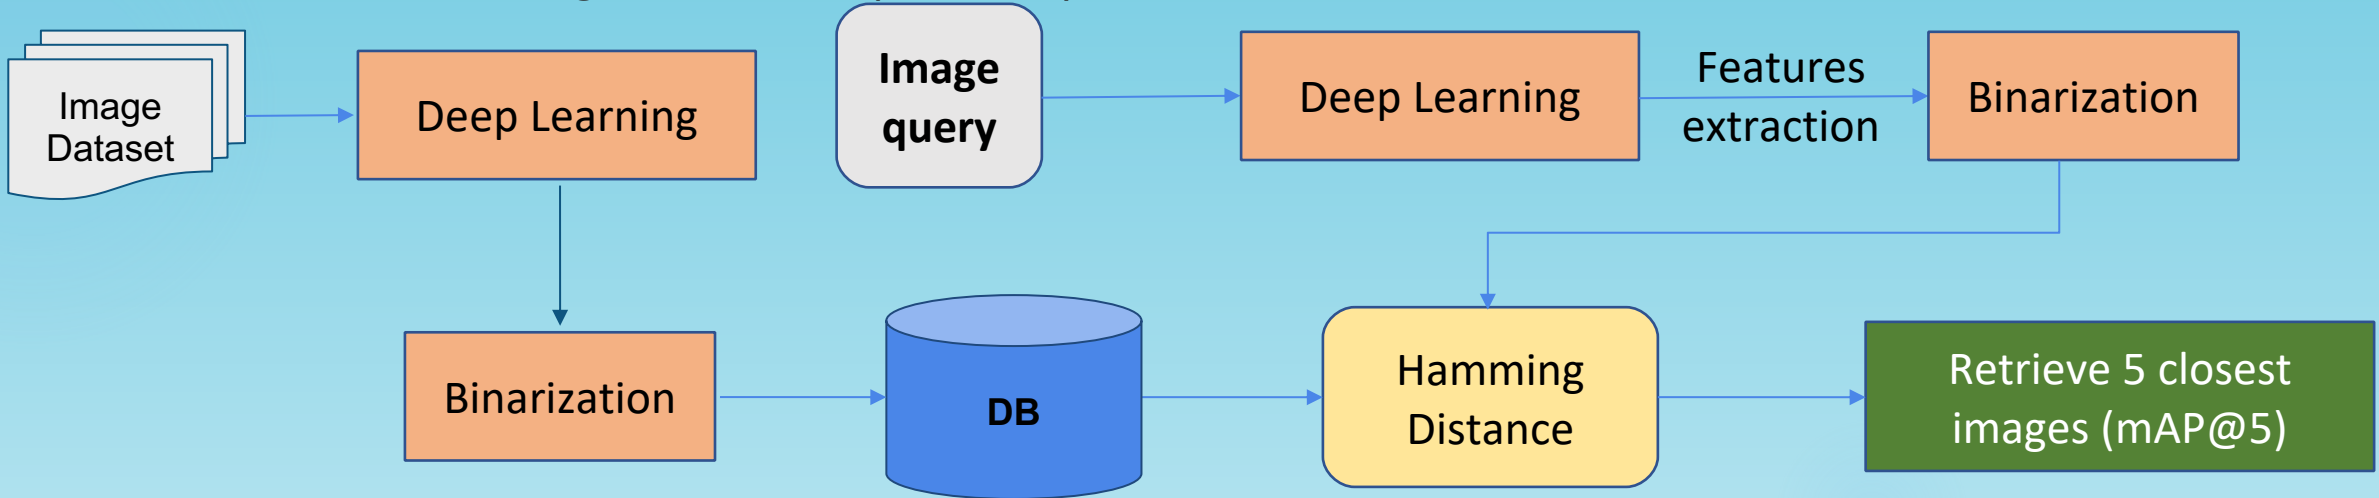 Image
Dataset
Deep Learning
Image
query
Deep Learning
Features
extraction
Binarization
Binarization
DB
Hamming
Distance
Retrieve 5 closest
images (mAP@5)